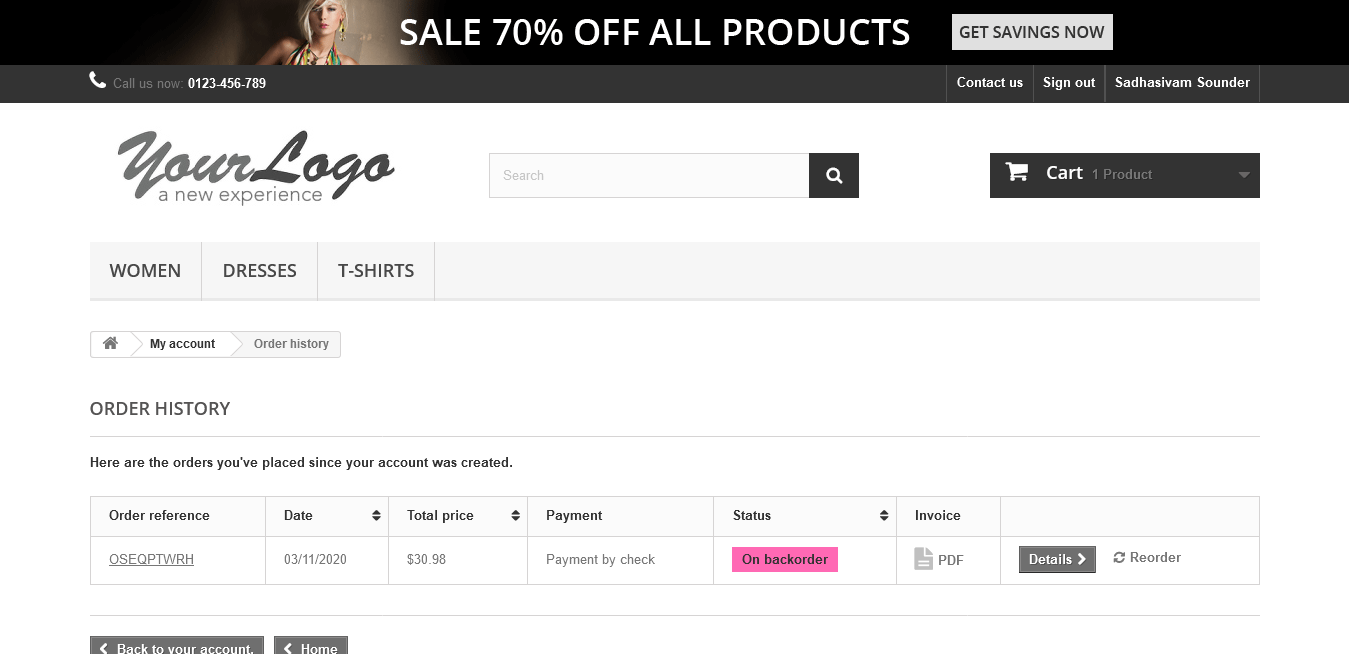 SALE 70% OFF ALL PRODUCTS GET SAVINGS NOW
Call us now: 0123-456-789 Contact us Sign out Sadhasivam Sounder
Your Logo
a new experience
Search
Cart 1 Product
WOMEN DRESSES T-SHIRTS
My account Order history
ORDER HISTORY
Here are the orders you've placed since your account was created.
Order reference Date Total price Payment Status Invoice
OSEQPTWRH 03/11/2020 $30.98 Payment by check On backorder PDF Details Reorder
Back to your account. Home